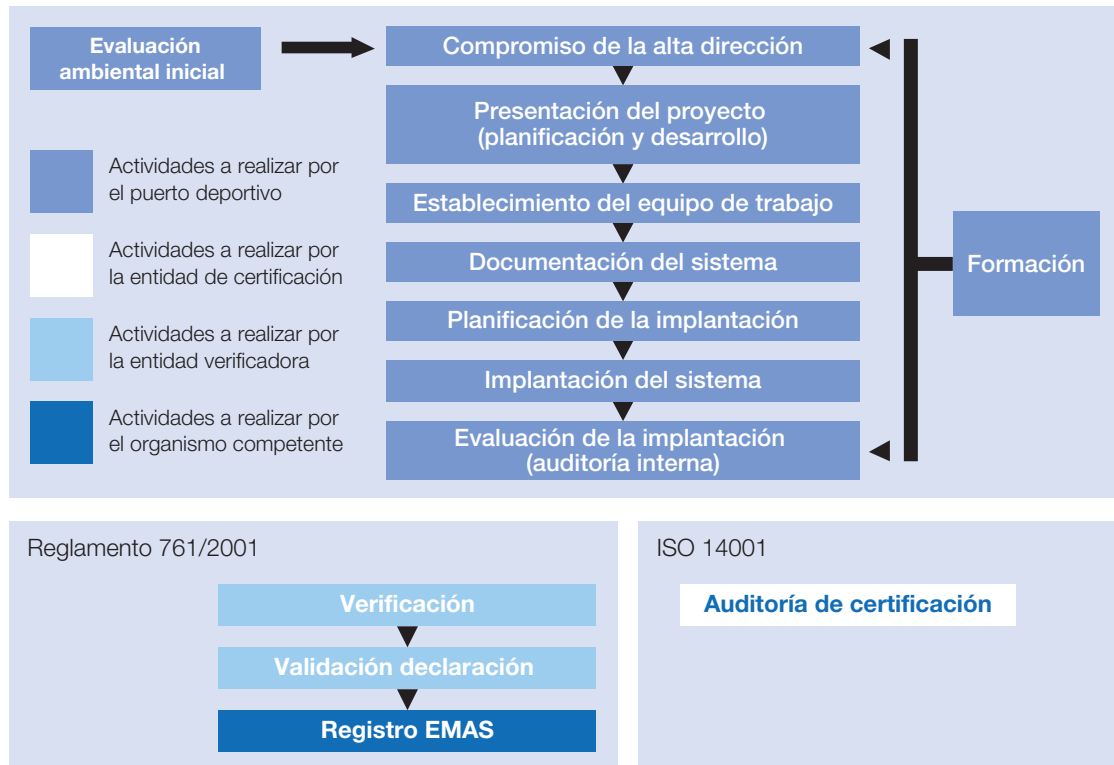 Evaluación
ambiental inicial
Compromiso de la alta dirección
Presentación del proyecto
(planificación y desarrollo)
Actividades a realizar por
el puerto deportivo
Establecimiento del equipo de trabajo
Actividades a realizar por
la entidad de certificación
Documentación del sistema
Formación
Planificación de la implantación
Actividades a realizar por
la entidad verificadora
Implantación del sistema
Actividades a realizar por
el organismo competente
Evaluación de la implantación
(auditoría interna)
Reglamento 761/2001
Verificación
Validación declaración
Registro EMAS
ISO 14001
Auditoría de certificación